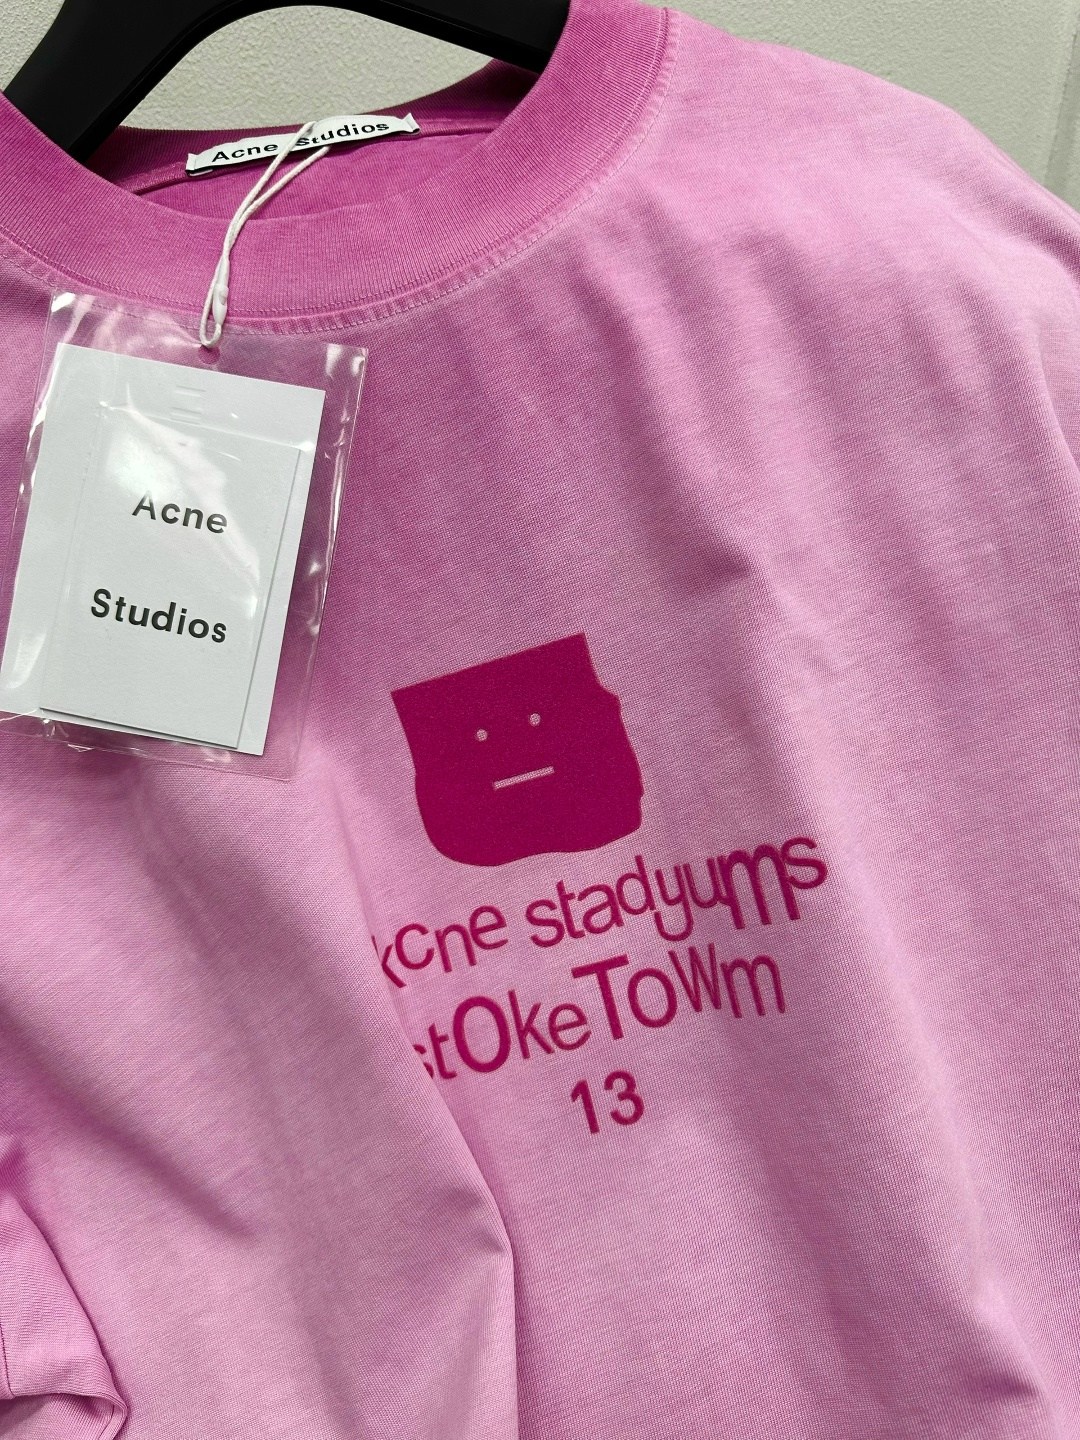 Acne Studios
Acne
Studios
kcne stadyums
stOkeToWm
13